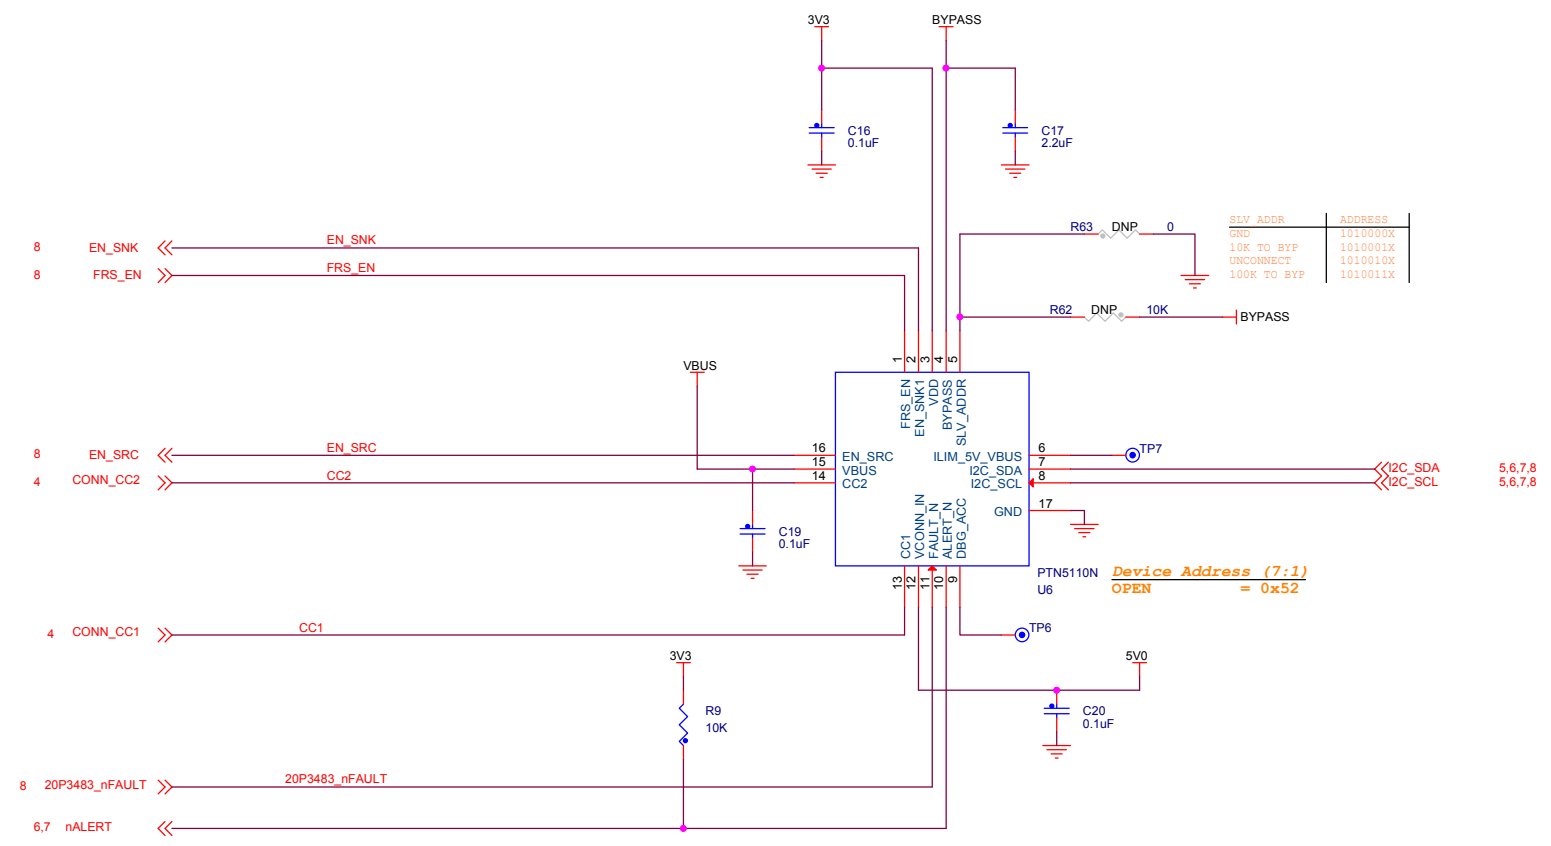 3V3
BYPASS
C16
0.1uF
C17
2.2uF
R63
DNP
0
SLV ADDR ADDRESS
GND 1010000X
10K TO BYP 1010001X
UNCONNECT 1010010X
100K TO BYP 1010011X
8 EN_SNK
EN_SNK
8 FRS_EN
FRS_EN
R62
DNP
10K
BYPASS
VBUS
1
2
3
4
5
FRS_EN
EN_SNK1
VDD
BYPASS
SLV_ADDR
8 EN_SRC
EN_SRC
4 CONN_CC2
CC2
16
EN_SRC
15
VBUS
14
CC2
ILIM_5V_VBUS
6
TP7
I2C_SDA
7
I2C_SDA 5,6,7,8
I2C_SCL
8
I2C_SCL 5,6,7,8
GND
17
CC1
VCONN_IN
FAULT_N
ALERT_N
DBG_ACC
13
12
11
10
9
C19
0.1uF
PTN5110N
U6
Device Address (7:1)
OPEN = 0x52
4 CONN_CC1
CC1
TP6
3V3
5V0
R9
10K
C20
0.1uF
8 20P3483_nFAULT
20P3483_nFAULT
6,7 nALERT